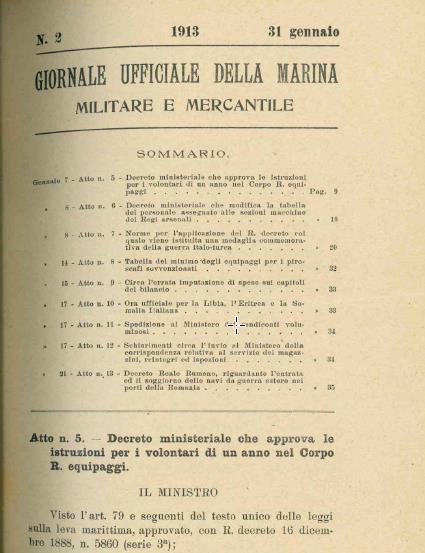 N. 2 1913 31 gennaio
GIORNALE UFFICIALE DELLA MARINA
MILITARE E MERCANTILE
SOMMARIO.
Gennaio 7 - Atto n. 5 - Decreto ministeriale che approva le istruzioni
per i volontari di un anno nel Corpo R. equi-
paggi . . . . . . . . . . . . . . . Pag. 9
» 8 - Atto n. 6 - Decreto ministeriale che modifica la tabella
del personale assegnato alle sezioni macchine
dei Regi arsenali . . . . . . . . . . . » 18
» 8 - Atto n. 7 - Norme per l'applicazione del R. decreto col
quale viene istituita una medaglia commemora-
tiva della guerra italo-turca . . . . . . » 20
» 14 - Atto n. 8 - Tabella del minimo degli equipaggi per i piro-
scafi sovvenzionati . . . . . . . . . . » 32
» 15 - Atto n. 9 - Circa l'errata imputazione di spese sui capitoli
del bilancio . . . . . . . . . . . . » 33
» 17 - Atto n. 10 - Ora ufficiale per la Libia, l'Eritrea e la So-
malia Italiana . . . . . . . . . . . » 33
» 17 - Atto n. 11 - Spedizione al Ministero rendiconti volu-
minosi . . . . . . . . . . . . . . » 34
» 17 - Atto n. 12 - Schiarimenti circa l'invio al Ministero della
corrispondenza relativa al servizio dei magaz-
zini, reintegri ed ispezioni . . . . . . » 34
» 21 - Atto n. 13 - Decreto Reale Rumeno, riguardante l'entrata
ed il soggiorno delle navi da guerra estere nei
porti della Romania . . . . . . . . . . » 35
Atto n. 5. — Decreto ministeriale che approva le
istruzioni per i volontari di un anno nel Corpo
R. equipaggi.
IL MINISTRO
Visto l'art. 79 e seguenti del testo unico delle leggi
sulla leva marittima, approvato, con R. decreto 16 dicem-
bre 1888, n. 5860 (serie 3ª);